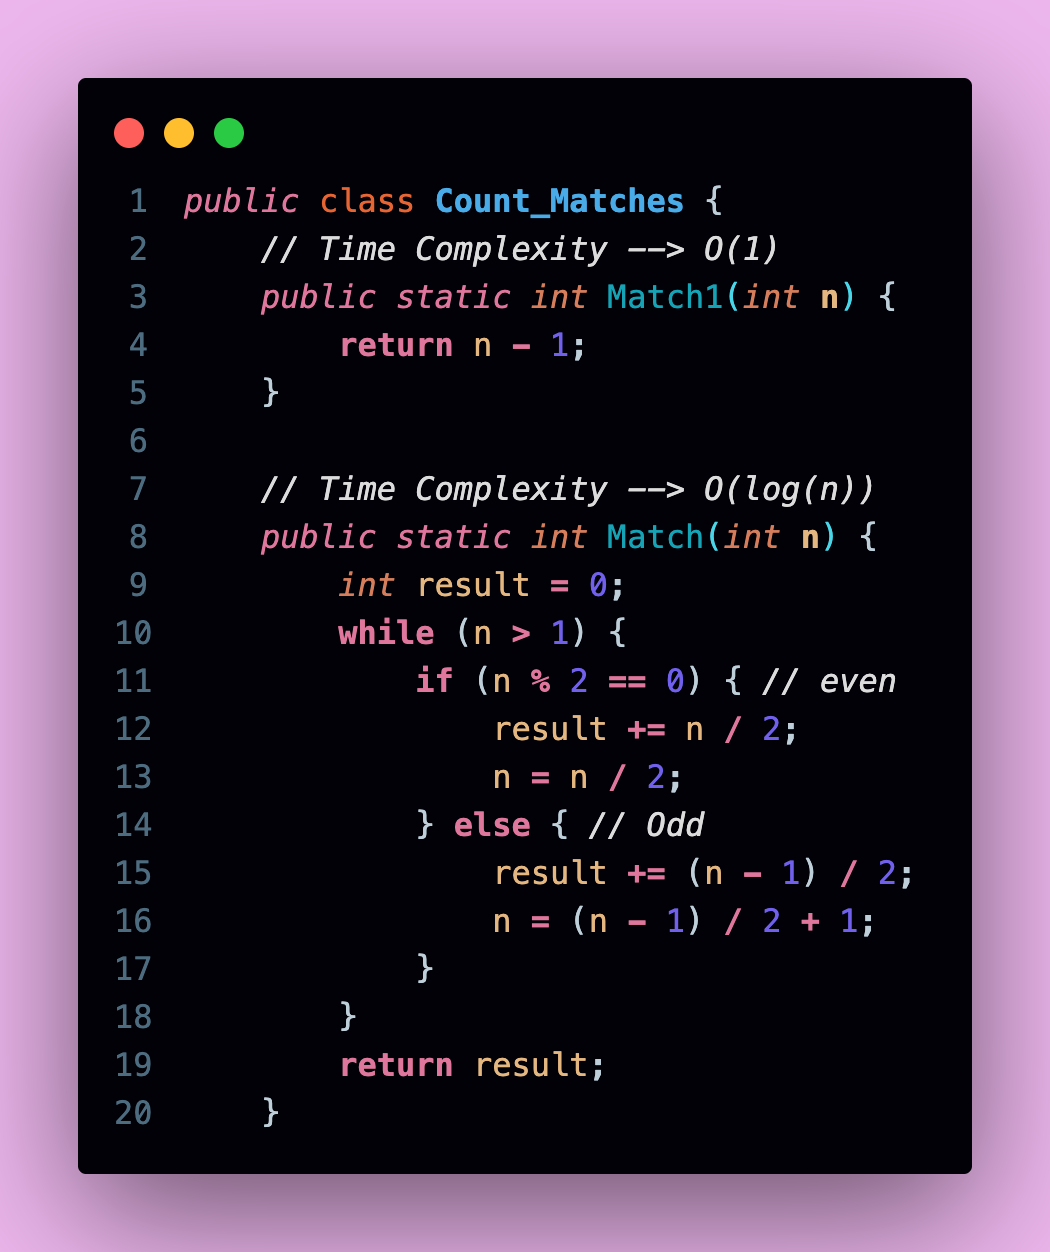 1 public class Count_Matches {
2     // Time Complexity --> O(1)
3     public static int Match1(int n) {
4         return n - 1;
5     }
6
7     // Time Complexity --> O(log(n))
8     public static int Match(int n) {
9         int result = 0;
10         while (n > 1) {
11             if (n % 2 == 0) { // even
12                 result += n / 2;
13                 n = n / 2;
14             } else { // Odd
15                 result += (n - 1) / 2;
16                 n = (n - 1) / 2 + 1;
17             }
18         }
19         return result;
20     }